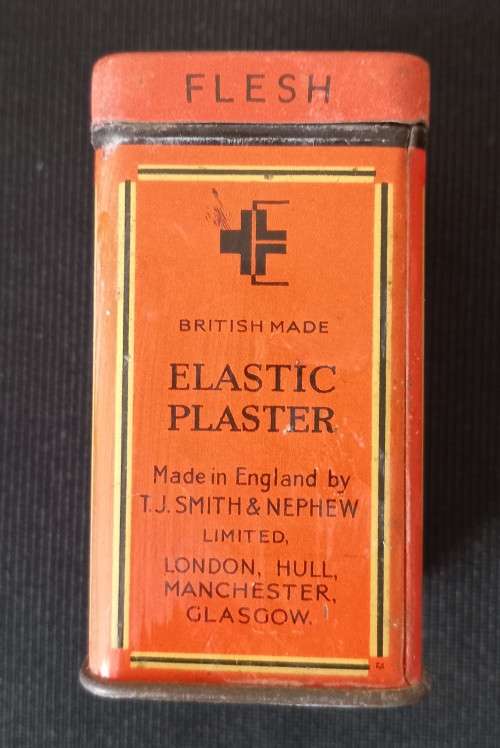 FLESH
BRITISH MADE
ELASTIC
PLASTER
Made in England by
T.J. SMITH & NEPHEW
LIMITED,
LONDON, HULL,
MANCHESTER,
GLASGOW.